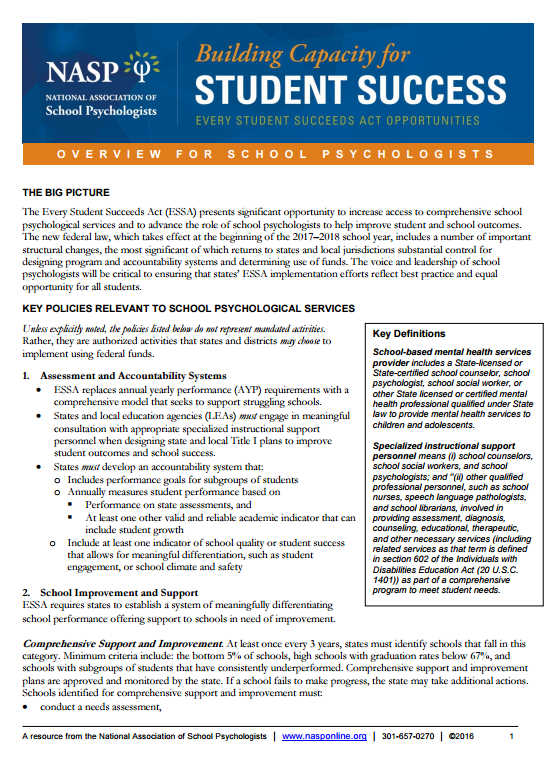 NASP
NATIONAL ASSOCIATION OF
School Psychologists
Building Capacity for
STUDENT SUCCESS
EVERY STUDENT SUCCEEDS ACT OPPORTUNITIES
OVERVIEW FOR SCHOOL PSYCHOLOGISTS
THE BIG PICTURE
The Every Student Succeeds Act (ESSA) presents significant opportunity to increase access to comprehensive school
psychological services and to advance the role of school psychologists to help improve student and school outcomes.
The new federal law, which takes effect at the beginning of the 2017–2018 school year, includes a number of important
structural changes, the most significant of which returns to states and local jurisdictions substantial control for
designing program and accountability systems and determining use of funds. The voice and leadership of school
psychologists will be critical to ensuring that states' ESSA implementation efforts reflect best practice and equal
opportunity for all students.
KEY POLICIES RELEVANT TO SCHOOL PSYCHOLOGICAL SERVICES
Unless explicitly noted, the policies listed below do not represent mandated activities.
Rather, they are authorized activities that states and districts may choose to
implement using federal funds.
1. Assessment and Accountability Systems
• ESSA replaces annual yearly performance (AYP) requirements with a
comprehensive model that seeks to support struggling schools.
• States and local education agencies (LEAs) must engage in meaningful
consultation with appropriate specialized instructional support
personnel when designing state and local Title I plans to improve
student outcomes and school success.
• States must develop an accountability system that:
o Includes performance goals for subgroups of students
o Annually measures student performance based on
▪ Performance on state assessments, and
▪ At least one other valid and reliable academic indicator that can
include student growth
o Include at least one indicator of school quality or student success
that allows for meaningful differentiation, such as student
engagement, or school climate and safety
2. School Improvement and Support
ESSA requires states to establish a system of meaningfully differentiating
school performance offering support to schools in need of improvement.
Key Definitions
School-based mental health services
provider includes a State-licensed or
State-certified school counselor, school
psychologist, school social worker, or
other State licensed or certified mental
health professional qualified under State
law to provide mental health services to
children and adolescents.
Specialized instructional support
personnel means (i) school counselors,
school social workers, and school
psychologists; and "(ii) other qualified
professional personnel, such as school
nurses, speech language pathologists,
and school librarians, involved in
providing assessment, diagnosis,
counseling, educational, therapeutic,
and other necessary services (including
related services as that term is defined
in section 602 of the Individuals with
Disabilities Education Act (20 U.S.C.
1401)) as part of a comprehensive
program to meet student needs.
Comprehensive Support and Improvement. At least once every 3 years, states must identify schools that fall in this
category. Minimum criteria include: the bottom 5% of schools, high schools with graduation rates below 67%, and
schools with subgroups of students that have consistently underperformed. Comprehensive support and improvement
plans are approved and monitored by the state. If a school fails to make progress, the state may take additional actions.
Schools identified for comprehensive support and improvement must:
• conduct a needs assessment,
A resource from the National Association of School Psychologists | www.nasponline.org | 301-657-0270 | ©2016 1